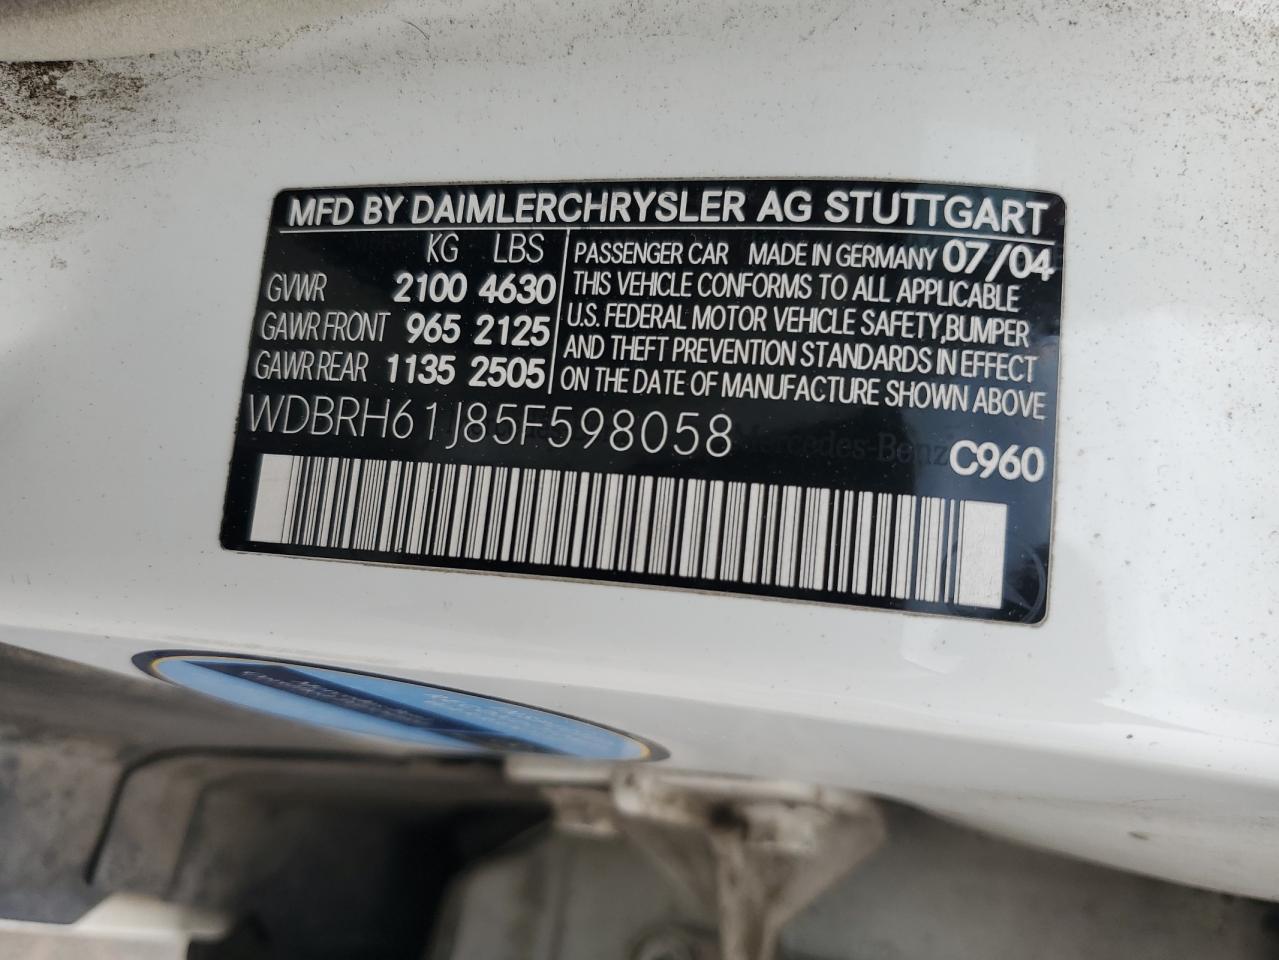 MFD BY DAIMLERCHRYSLER AG STUTTGART
KG LBS
GVWR 2100 4630
GAWR FRONT 965 2125
GAWR REAR 1135 2505
PASSENGER CAR MADE IN GERMANY 07/04
THIS VEHICLE CONFORMS TO ALL APPLICABLE
U.S. FEDERAL MOTOR VEHICLE SAFETY, BUMPER
AND THEFT PREVENTION STANDARDS IN EFFECT
ON THE DATE OF MANUFACTURE SHOWN ABOVE
WDBRH61J85F598058
Mercedes-Benz
C960